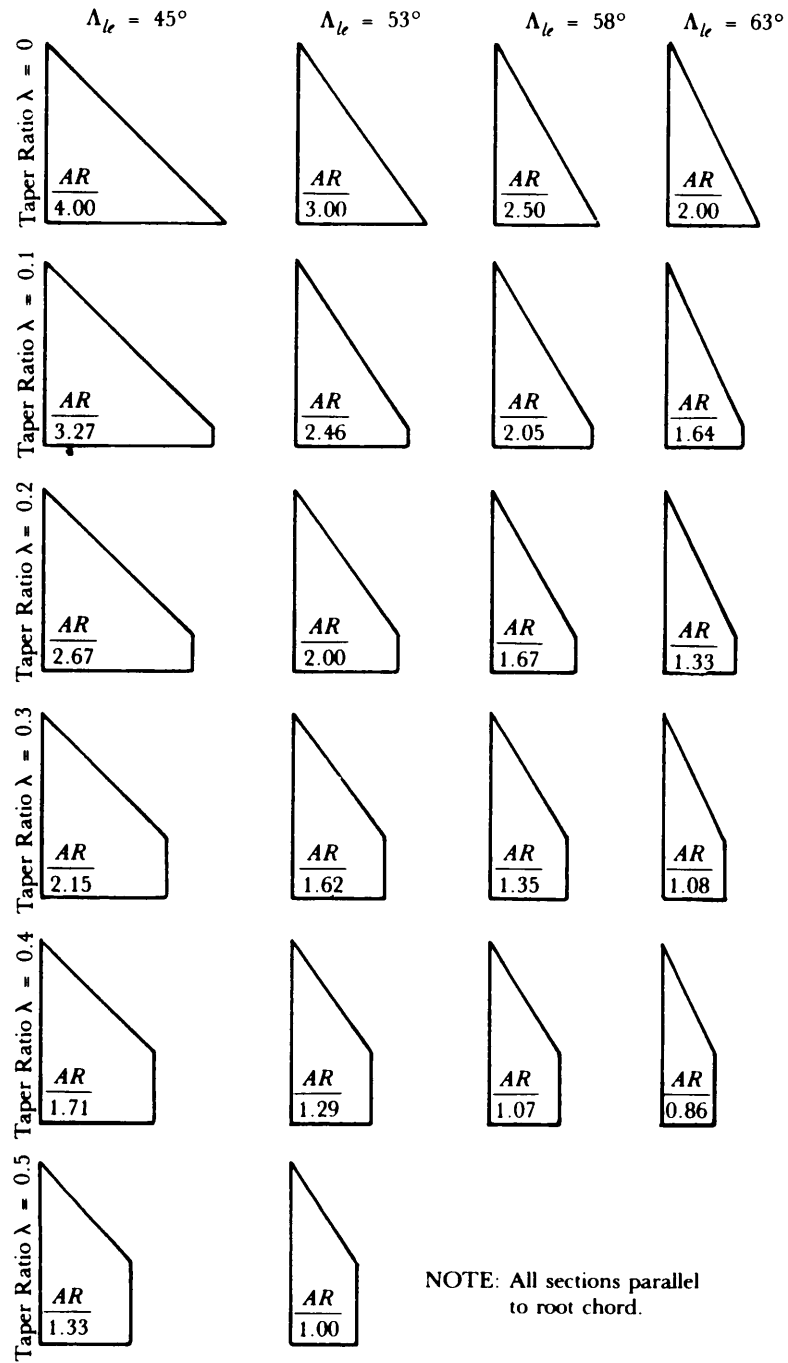 Λle = 45° Λle = 53° Λle = 58° Λle = 63°
Taper Ratio λ = 0
AR AR AR AR
4.00 3.00 2.50 2.00
Taper Ratio λ = 0.1
AR AR AR AR
3.27 2.46 2.05 1.64
Taper Ratio λ = 0.2
AR AR AR AR
2.67 2.00 1.67 1.33
Taper Ratio λ = 0.3
AR AR AR AR
2.15 1.62 1.35 1.08
Taper Ratio λ = 0.4
AR AR AR AR
1.71 1.29 1.07 0.86
Taper Ratio λ = 0.5
AR AR
1.33 1.00
NOTE: All sections parallel
to root chord.